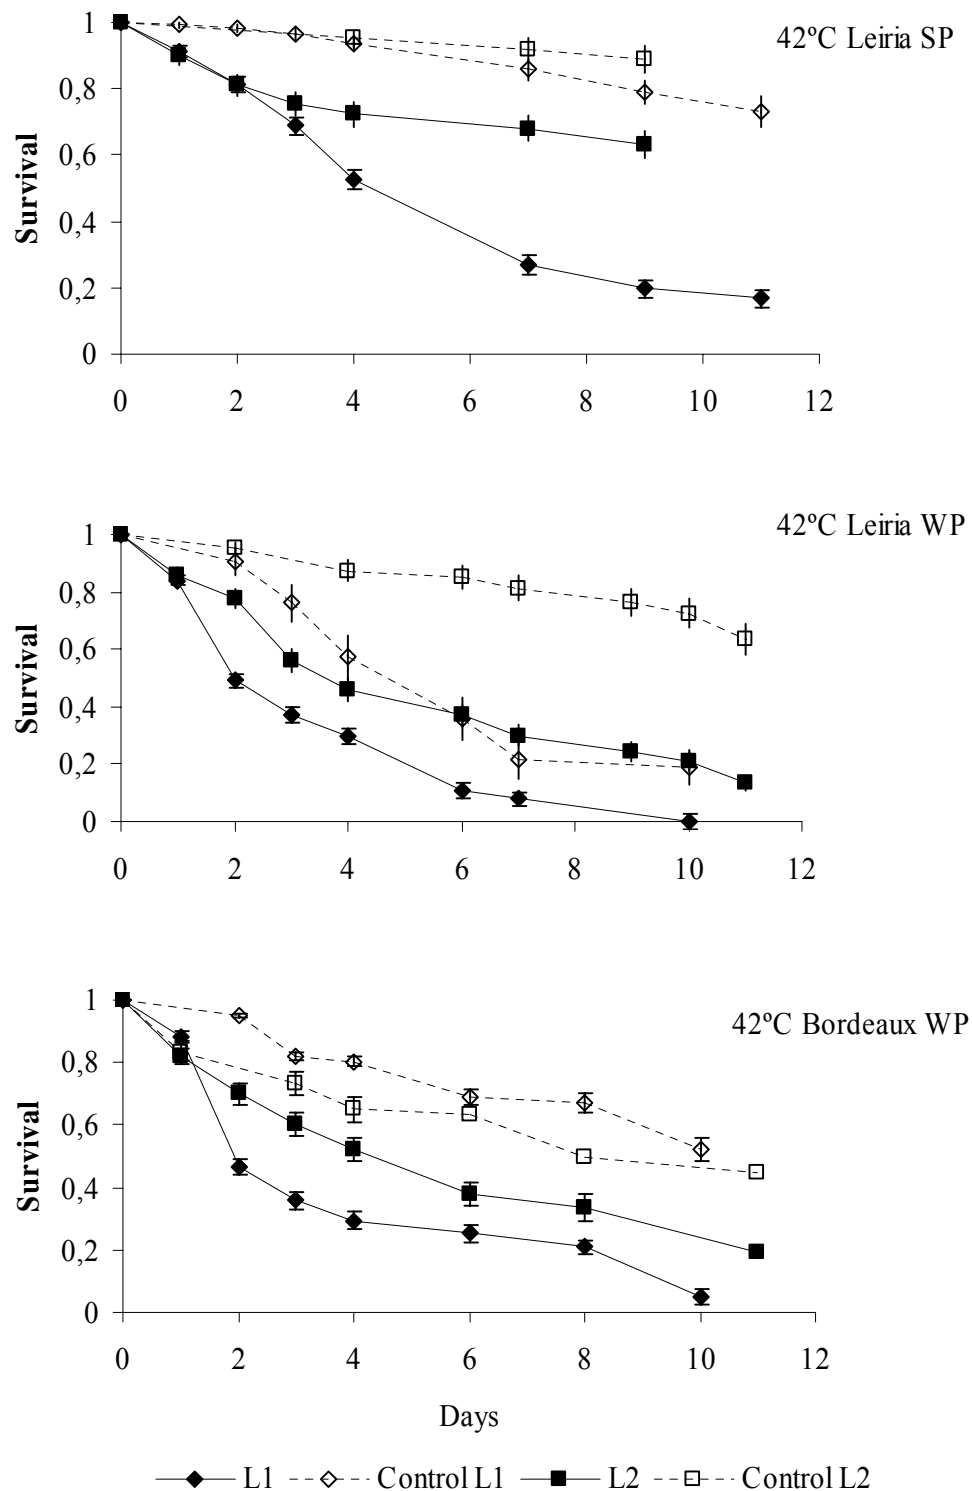 42ºC Leiria SP
Survival
1
0,8
0,6
0,4
0,2
0
0 2 4 6 8 10 12
42ºC Leiria WP
Survival
1
0,8
0,6
0,4
0,2
0
0 2 4 6 8 10 12
42ºC Bordeaux WP
Survival
1
0,8
0,6
0,4
0,2
0
0 2 4 6 8 10 12
Days
L1 Control L1 L2 Control L2